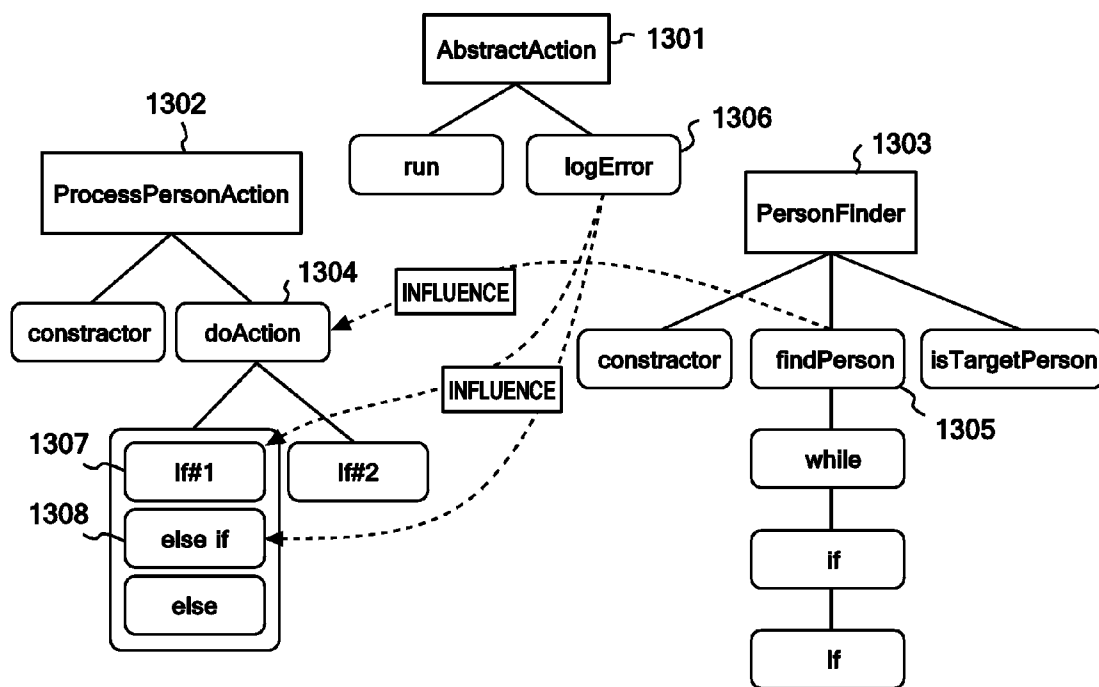 AbstractAction
1301
1302
run
logError
1306
1303
ProcessPersonAction
PersonFinder
1304
INFLUENCE
constractor
doAction
constractor
findPerson
isTargetPerson
INFLUENCE
1305
1307
If#1
If#2
while
1308
else if
if
else
If